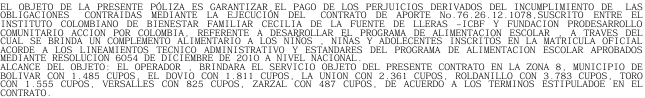 EL OBJETO DE LA PRESENTE PÓLIZA ES GARANTIZAR EL PAGO DE LOS PERJUICIOS DERIVADOS DEL INCUMPLIMIENTO DE LAS
OBLIGACIONES CONTRAIDAS MEDIANTE LA EJECUCION DEL CONTRATO DE APORTE No.76.26.12.1078,SUSCRITO ENTRE EL
INSTITUTO COLOMBIANO DE BIENESTAR FAMILIAR CECILIA DE LA FUENTE DE LLERAS -ICBF Y FUNDACION PRODESARROLLO
COMUNITARIO ACCION POR COLOMBIA, REFERENTE A DESARROLLAR EL PROGRAMA DE ALIMENTACION ESCOLAR , A TRAVES DEL
CUAL SE BRINDA UN COMPLEMENTO ALIMENTARIO A LOS NIÑOS , NIÑAS Y ADOLECENTES INSCRITOS EN LA MATRICULA OFICIAL
ACORDE A LOS LINEAMIENTOS TECNICO ADMINISTRATIVO Y ESTANDARES DEL PROGRAMA DE ALIMENTACION ESCOLAR APROBADOS
MEDIANTE RESOLUCION 6054 DE DICIEMBRE DE 2010 A NIVEL NACIONAL.
ALCANCE DEL OBJETO: EL OPERADOR , BRINDARA EL SERVICIO OBJETO DEL PRESENTE CONTRATO EN LA ZONA 8, MUNICIPIO DE
BOLIVAR CON 1.485 CUPOS, EL DOVIO CON 1.811 CUPOS, LA UNION CON 2.361 CUPOS, ROLDANILLO CON 3.783 CUPOS, TORO
CON 1.555 CUPOS, VERSALLES CON 825 CUPOS, ZARZAL CON 487 CUPOS, DE ACUERDO A LOS TERMINOS ESTIPULADOE EN EL
CONTRATO.